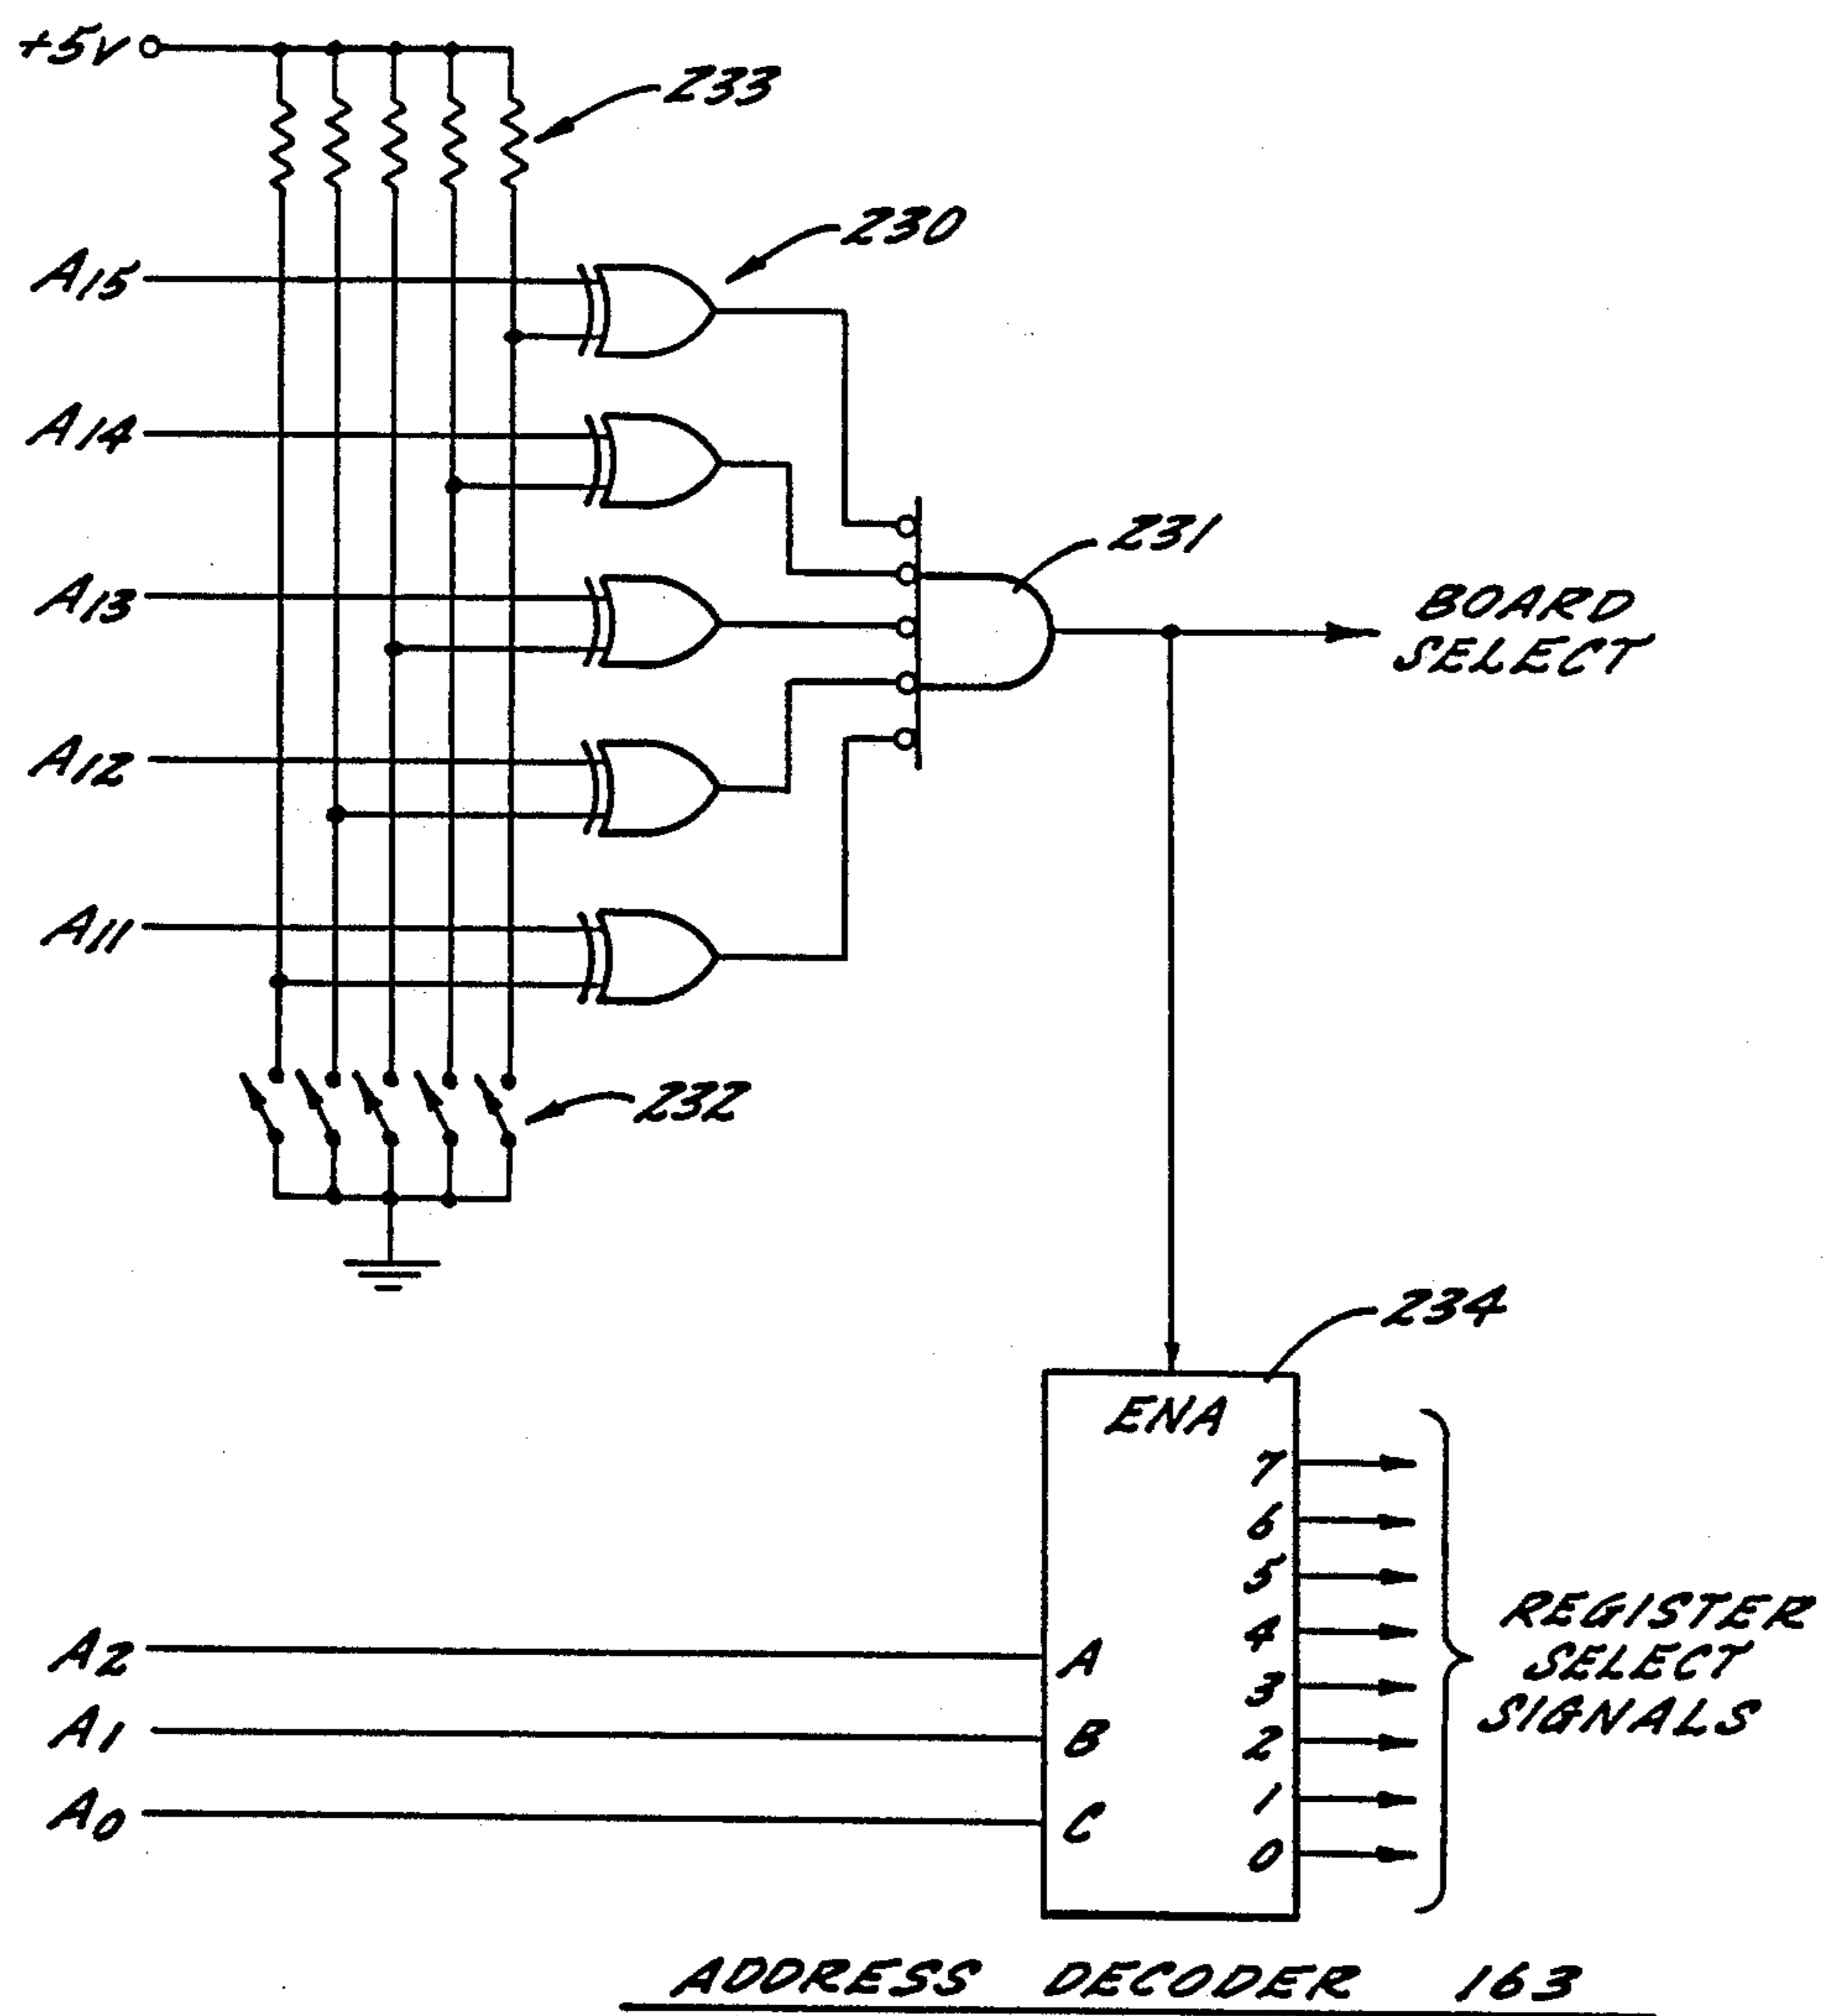 +5V
233
230
A15
A14
231
A13
BOARD
SELECT
A12
A11
232
234
ENA
7
6
5
4
3
2
1
0
A2
A
A1
B
A0
C
REGISTER
SELECT
SIGNALS
ADDRESS DECODER 163